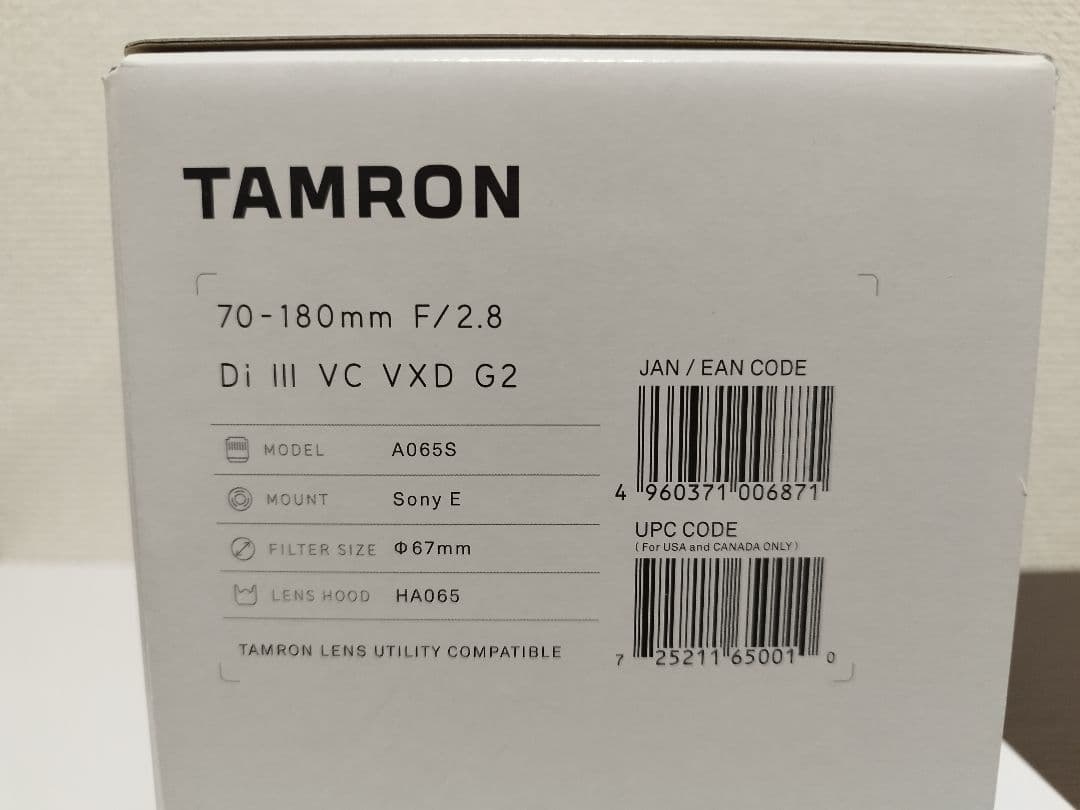 TAMRON
70-180mm F/2.8
Di III VC VXD G2
MODEL A065S
MOUNT Sony E
FILTER SIZE Φ67mm
LENS HOOD HA065
TAMRON LENS UTILITY COMPATIBLE
JAN / EAN CODE
4 960371 006871
UPC CODE
(For USA and CANADA ONLY)
7 25211 65001 0